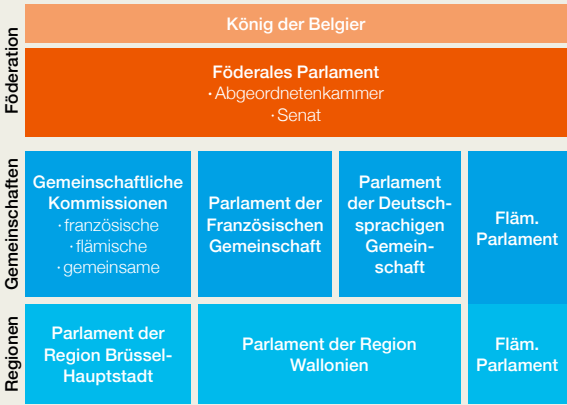 Föderation
König der Belgier
Föderales Parlament
· Abgeordnetenkammer
· Senat
Gemeinschaften
Gemeinschaftliche
Kommissionen
· französische
· flämische
· gemeinsame
Parlament der
Französischen
Gemeinschaft
Parlament
der Deutsch-
sprachigen
Gemein-
schaft
Fläm.
Parlament
Regionen
Parlament der
Region Brüssel-
Hauptstadt
Parlament der Region
Wallonien
Fläm.
Parlament